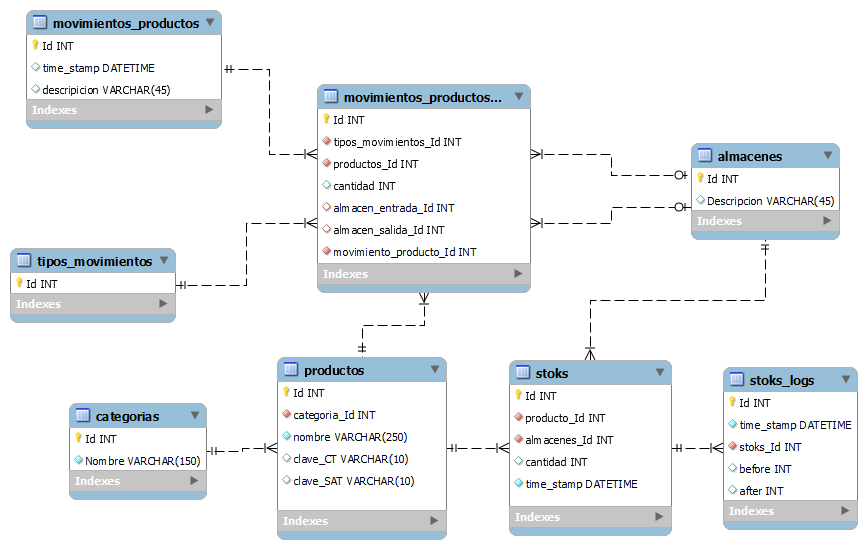 movimientos_productos
Id INT
time_stamp DATETIME
descripicion VARCHAR(45)
Indexes
movimientos_productos...
Id INT
tipos_movimientos_Id INT
productos_Id INT
cantidad INT
almacen_entrada_Id INT
almacen_salida_Id INT
movimiento_producto_Id INT
Indexes
almacenes
Id INT
Descripcion VARCHAR(45)
Indexes
tipos_movimientos
Id INT
Indexes
categorias
Id INT
Nombre VARCHAR(150)
Indexes
productos
Id INT
categoria_Id INT
nombre VARCHAR(250)
clave_CT VARCHAR(10)
clave_SAT VARCHAR(10)
Indexes
stoks
Id INT
producto_Id INT
almacenes_Id INT
cantidad INT
time_stamp DATETIME
Indexes
stoks_logs
Id INT
time_stamp DATETIME
stoks_Id INT
before INT
after INT
Indexes